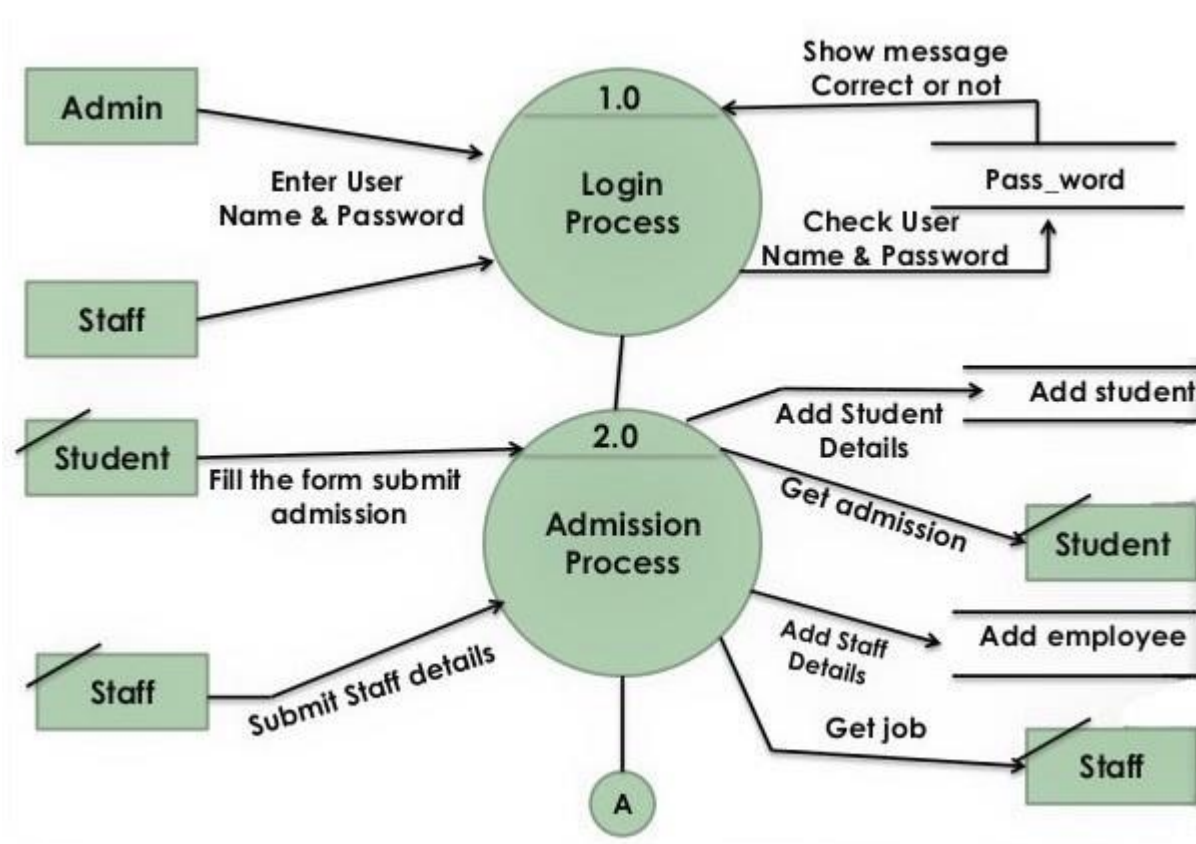 Admin
Enter User
Name & Password
Staff
1.0
Login
Process
Show message
Correct or not
Pass_word
Check User
Name & Password
Student
Fill the form submit
admission
Staff
Submit Staff details
2.0
Admission
Process
Add Student
Details
Add student
Get admission
Student
Add Staff
Details
Add employee
Get job
Staff
A